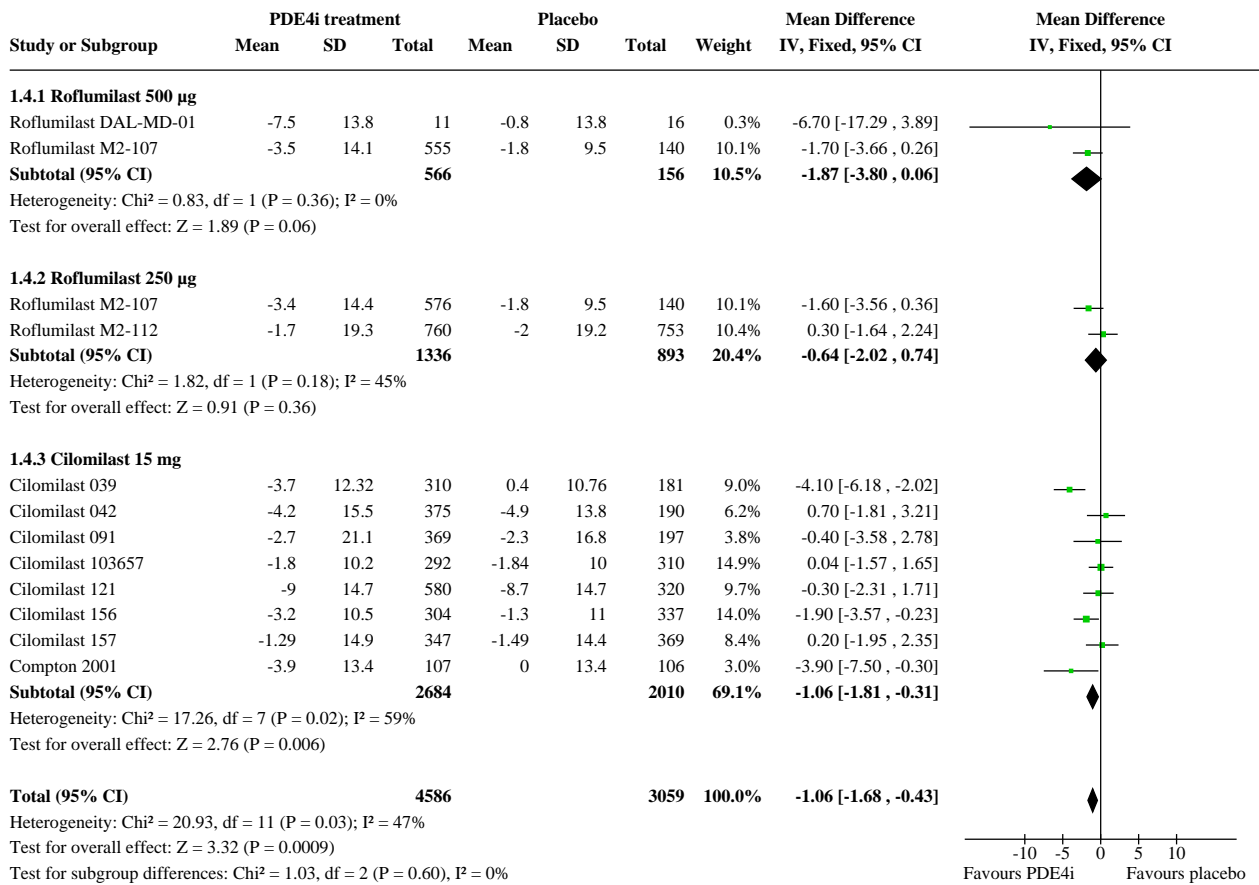 PDE4i treatment Placebo Mean Difference Mean Difference
Study or Subgroup Mean SD Total Mean SD Total Weight IV, Fixed, 95% CI IV, Fixed, 95% CI
1.4.1 Roflumilast 500 µg
Roflumilast DAL-MD-01 -7.5 13.8 11 -0.8 13.8 16 0.3% -6.70 [-17.29 , 3.89]
Roflumilast M2-107 -3.5 14.1 555 -1.8 9.5 140 10.1% -1.70 [-3.66 , 0.26]
Subtotal (95% CI) 566 156 10.5% -1.87 [-3.80 , 0.06]
Heterogeneity: Chi² = 0.83, df = 1 (P = 0.36); I² = 0%
Test for overall effect: Z = 1.89 (P = 0.06)
1.4.2 Roflumilast 250 µg
Roflumilast M2-107 -3.4 14.4 576 -1.8 9.5 140 10.1% -1.60 [-3.56 , 0.36]
Roflumilast M2-112 -1.7 19.3 760 -2 19.2 753 10.4% 0.30 [-1.64 , 2.24]
Subtotal (95% CI) 1336 893 20.4% -0.64 [-2.02 , 0.74]
Heterogeneity: Chi² = 1.82, df = 1 (P = 0.18); I² = 45%
Test for overall effect: Z = 0.91 (P = 0.36)
1.4.3 Cilomilast 15 mg
Cilomilast 039 -3.7 12.32 310 0.4 10.76 181 9.0% -4.10 [-6.18 , -2.02]
Cilomilast 042 -4.2 15.5 375 -4.9 13.8 190 6.2% 0.70 [-1.81 , 3.21]
Cilomilast 091 -2.7 21.1 369 -2.3 16.8 197 3.8% -0.40 [-3.58 , 2.78]
Cilomilast 103657 -1.8 10.2 292 -1.84 10 310 14.9% 0.04 [-1.57 , 1.65]
Cilomilast 121 -9 14.7 580 -8.7 14.7 320 9.7% -0.30 [-2.31 , 1.71]
Cilomilast 156 -3.2 10.5 304 -1.3 11 337 14.0% -1.90 [-3.57 , -0.23]
Cilomilast 157 -1.29 14.9 347 -1.49 14.4 369 8.4% 0.20 [-1.95 , 2.35]
Compton 2001 -3.9 13.4 107 0 13.4 106 3.0% -3.90 [-7.50 , -0.30]
Subtotal (95% CI) 2684 2010 69.1% -1.06 [-1.81 , -0.31]
Heterogeneity: Chi² = 17.26, df = 7 (P = 0.02); I² = 59%
Test for overall effect: Z = 2.76 (P = 0.006)
Total (95% CI) 4586 3059 100.0% -1.06 [-1.68 , -0.43]
Heterogeneity: Chi² = 20.93, df = 11 (P = 0.03); I² = 47%
Test for overall effect: Z = 3.32 (P = 0.0009)
Test for subgroup differences: Chi² = 1.03, df = 2 (P = 0.60), I² = 0%
-10 -5 0 5 10
Favours PDE4i Favours placebo